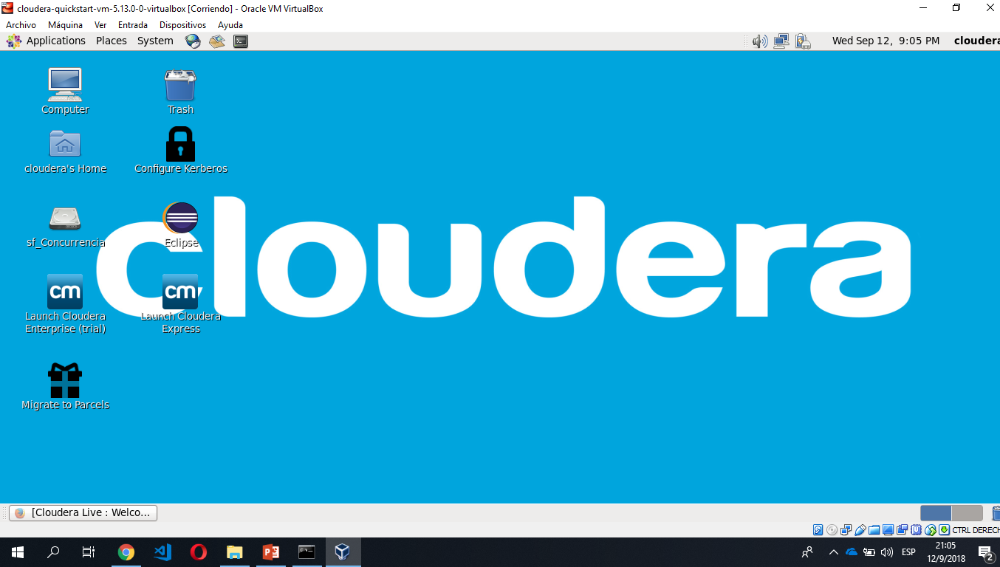 cloudera-quickstart-vm-5.13.0-0-virtualbox [Corriendo] - Oracle VM VirtualBox
Archivo Máquina Ver Entrada Dispositivos Ayuda
Applications Places System Wed Sep 12, 9:05 PM cloudera
Computer Trash
cloudera's Home Configure Kerberos
sf_Concurrencia Eclipse
cloudera
cm cm
Launch Cloudera Launch Cloudera
Enterprise (trial) Express
Migrate to Parcels
[Cloudera Live : Welco...
CTRL DERECH
ESP 21:05
12/9/2018 2